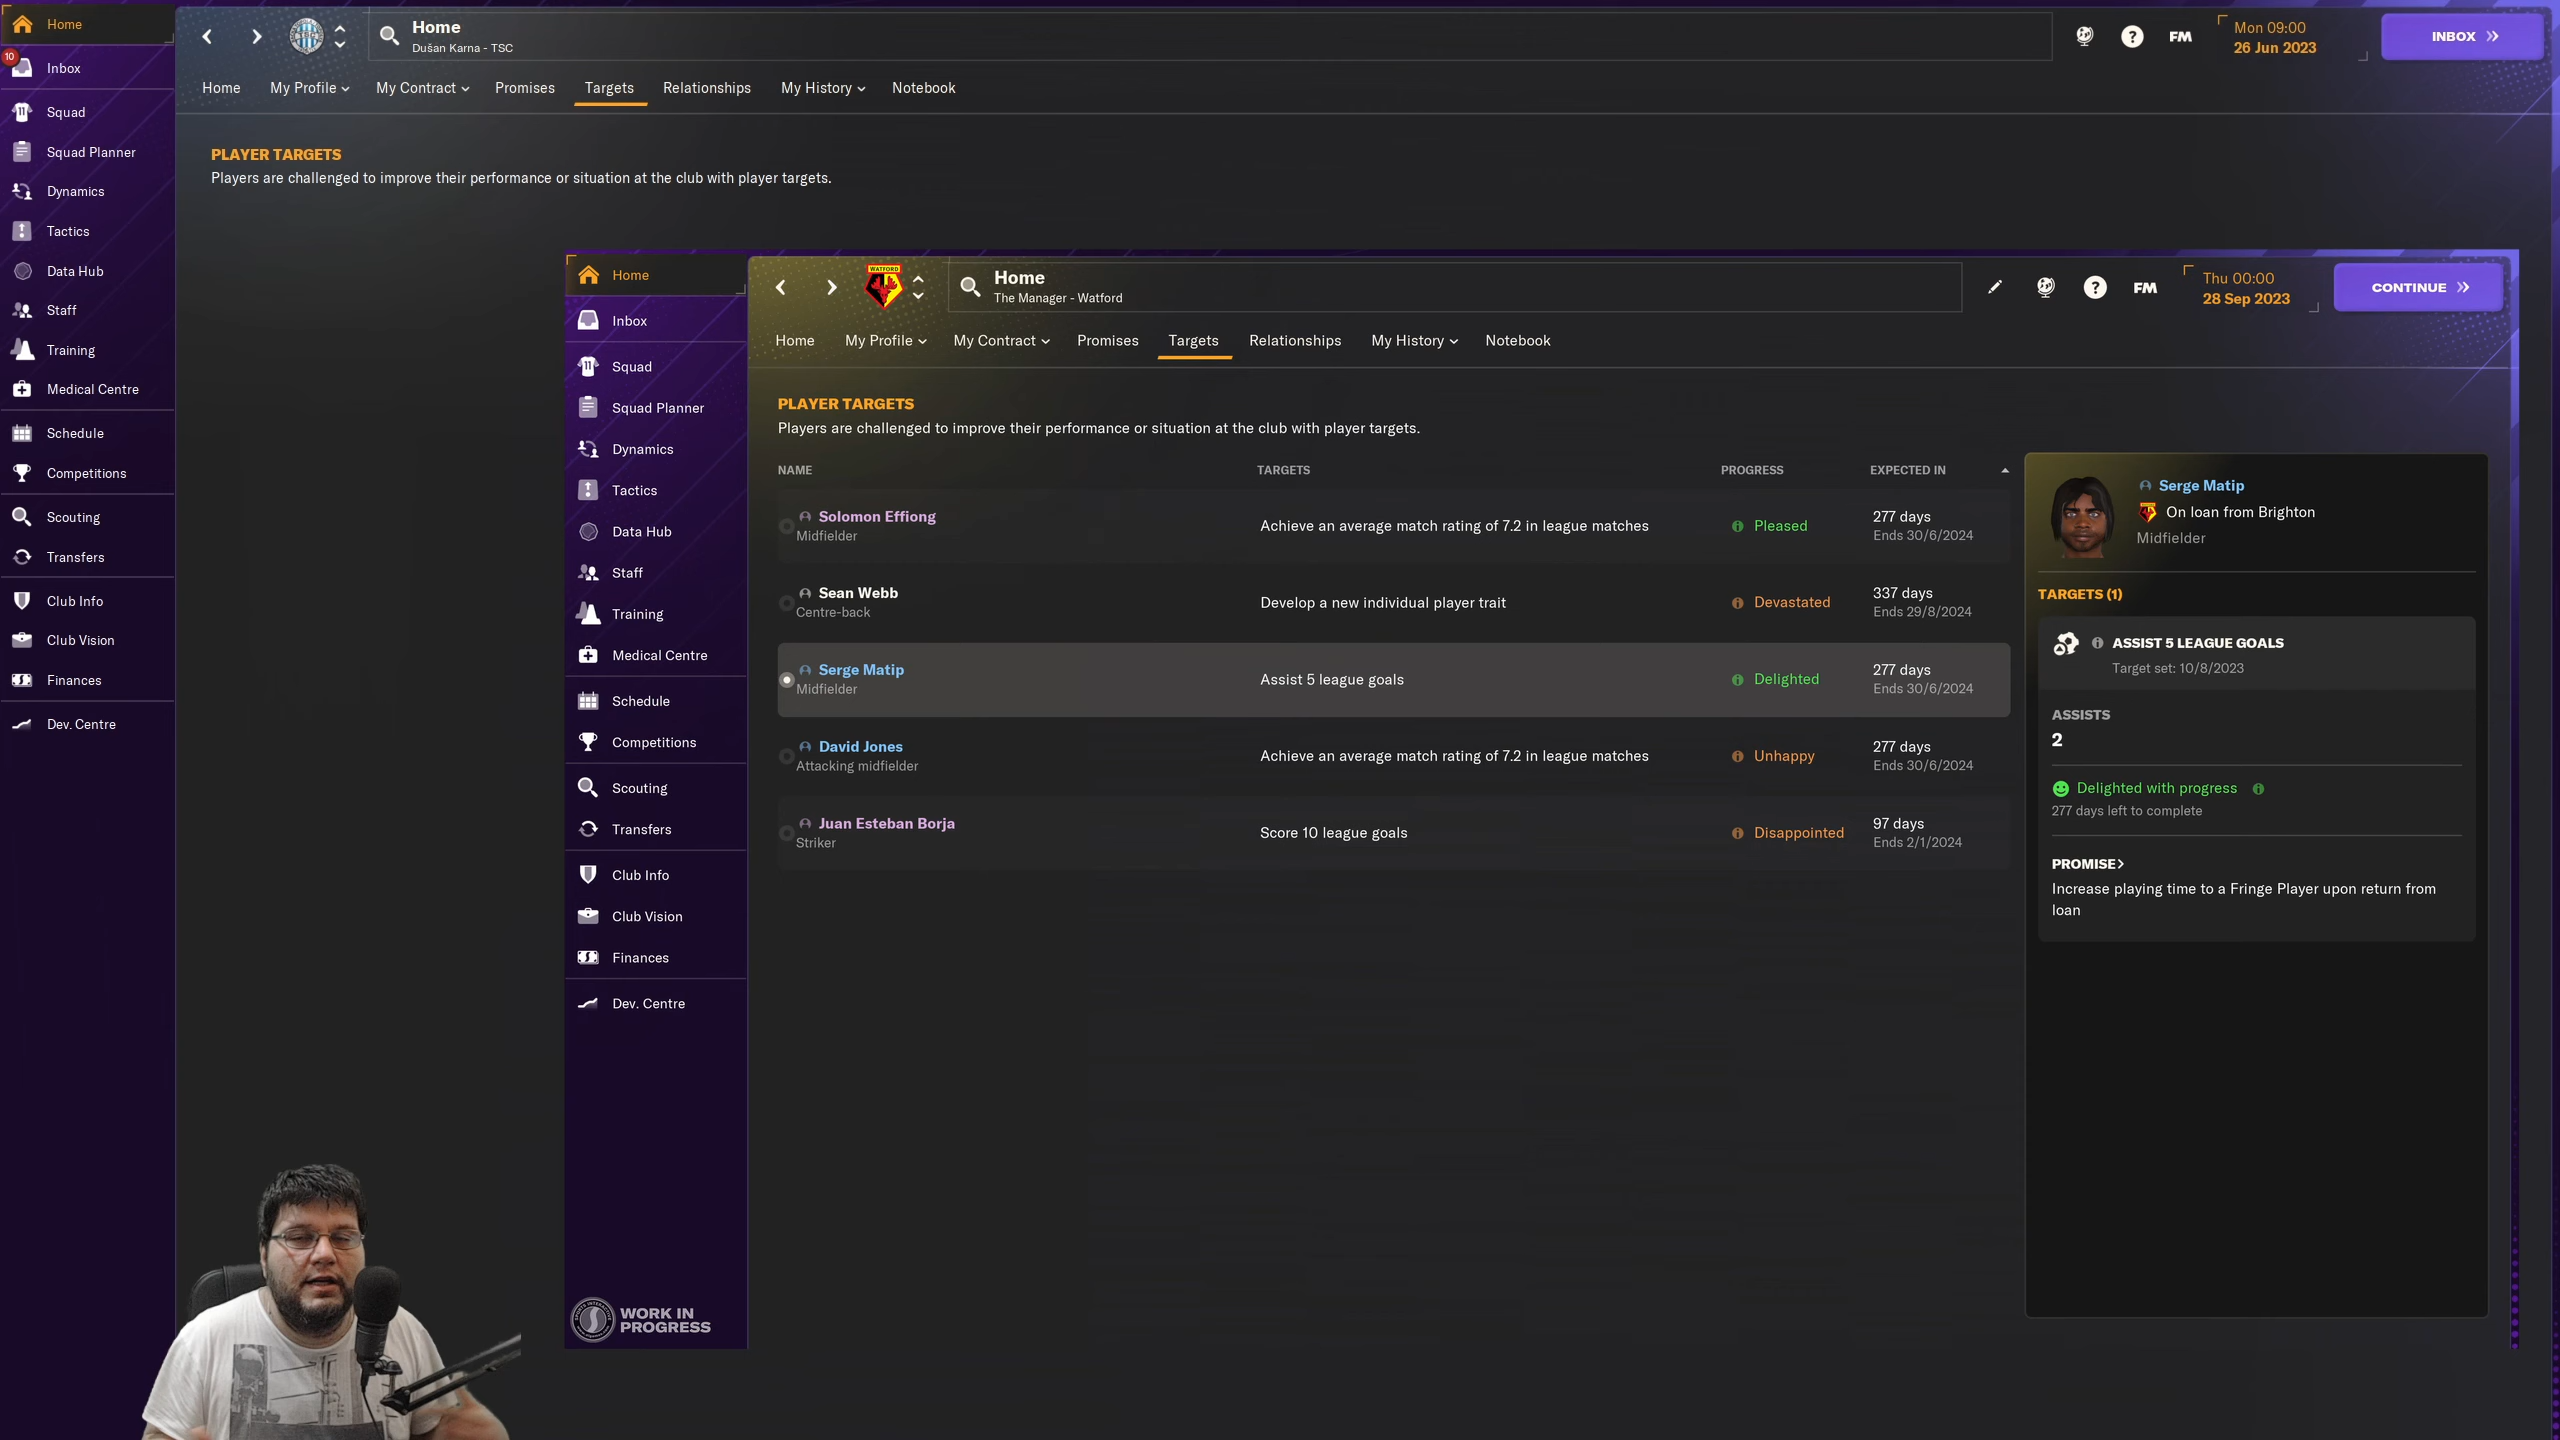 Home
10
Inbox
Squad
Squad Planner
Dynamics
Tactics
Data Hub
Staff
Training
Medical Centre
Schedule
Competitions
Scouting
Transfers
Club Info
Club Vision
Finances
Dev. Centre
Home
Dušan Karna - TSC
FM
Mon 09:00
26 Jun 2023
INBOX
Home My Profile My Contract Promises Targets Relationships My History Notebook
PLAYER TARGETS
Players are challenged to improve their performance or situation at the club with player targets.
Home
Inbox
Squad
Squad Planner
Dynamics
Tactics
Data Hub
Staff
Training
Medical Centre
Schedule
Competitions
Scouting
Transfers
Club Info
Club Vision
Finances
Dev. Centre
WORK IN
PROGRESS
WATFORD
Home
The Manager - Watford
FM
Thu 00:00
28 Sep 2023
CONTINUE
Home My Profile My Contract Promises Targets Relationships My History Notebook
PLAYER TARGETS
Players are challenged to improve their performance or situation at the club with player targets.
NAME TARGETS PROGRESS EXPECTED IN
Solomon Effiong
Midfielder
Achieve an average match rating of 7.2 in league matches
Pleased
277 days
Ends 30/6/2024
Sean Webb
Centre-back
Develop a new individual player trait
Devastated
337 days
Ends 29/8/2024
Serge Matip
Midfielder
Assist 5 league goals
Delighted
277 days
Ends 30/6/2024
David Jones
Attacking midfielder
Achieve an average match rating of 7.2 in league matches
Unhappy
277 days
Ends 30/6/2024
Juan Esteban Borja
Striker
Score 10 league goals
Disappointed
97 days
Ends 2/1/2024
Serge Matip
On loan from Brighton
Midfielder
TARGETS (1)
ASSIST 5 LEAGUE GOALS
Target set: 10/8/2023
ASSISTS
2
Delighted with progress
277 days left to complete
PROMISE>
Increase playing time to a Fringe Player upon return from
loan